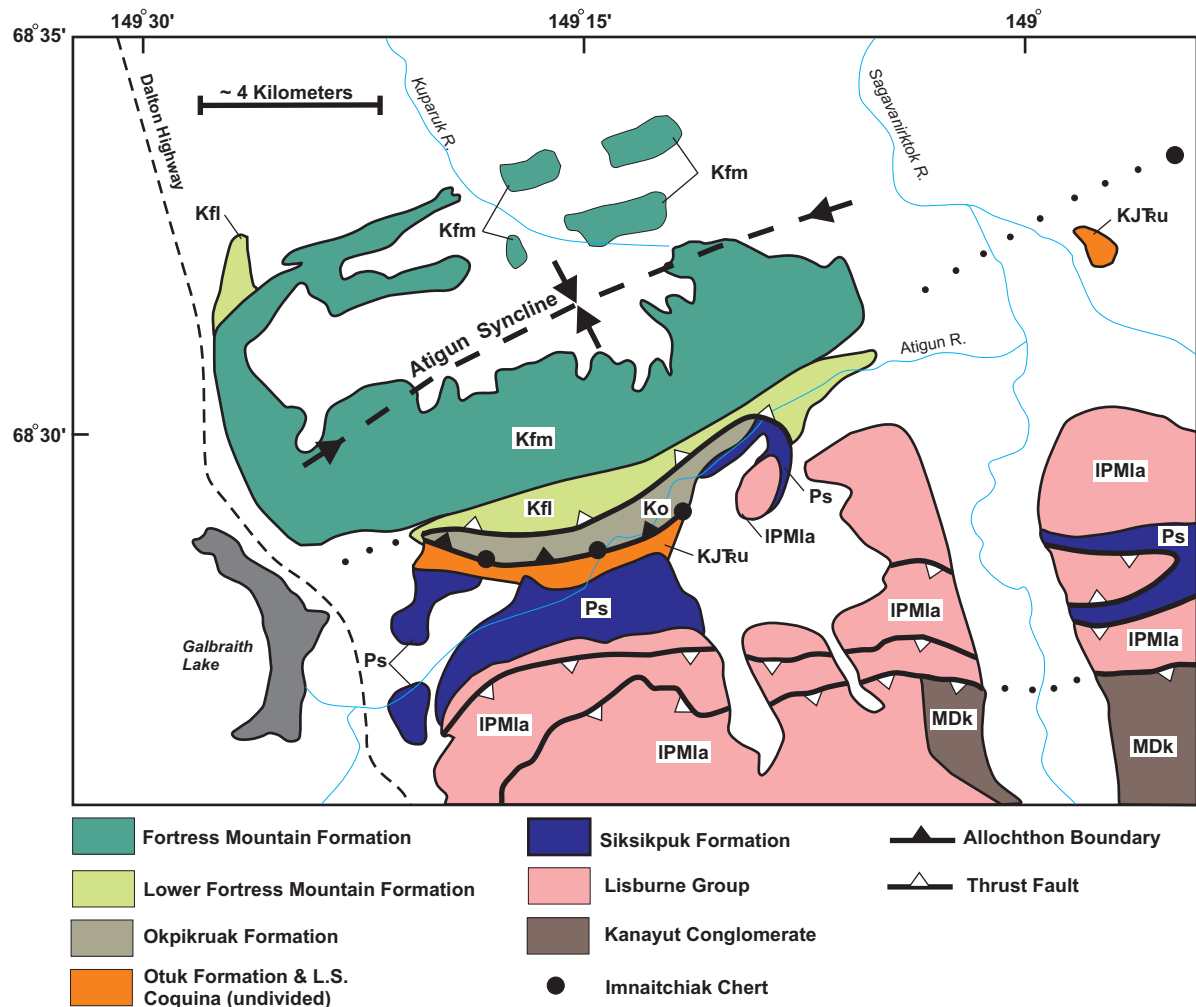 149° 30'
149° 15'
149°
68° 35'
~ 4 Kilometers
Dalton Highway
Kuparuk R.
Sagavanirktok R.
Kfm
Kfl
Kfm
KJTRu
Atigun Syncline
Atigun R.
68° 30'
Kfm
IPMla
Ps
Kfl
Ko
IPMla
Ps
KJTRu
Ps
IPMla
IPMla
Galbraith
Lake
Ps
IPMla
IPMla
MDk
MDk
Fortress Mountain Formation
Siksikpuk Formation
Allochthon Boundary
Lower Fortress Mountain Formation
Lisburne Group
Thrust Fault
Okpikruak Formation
Kanayut Conglomerate
Otuk Formation & L.S.
Coquina (undivided)
Imnaitchiak Chert